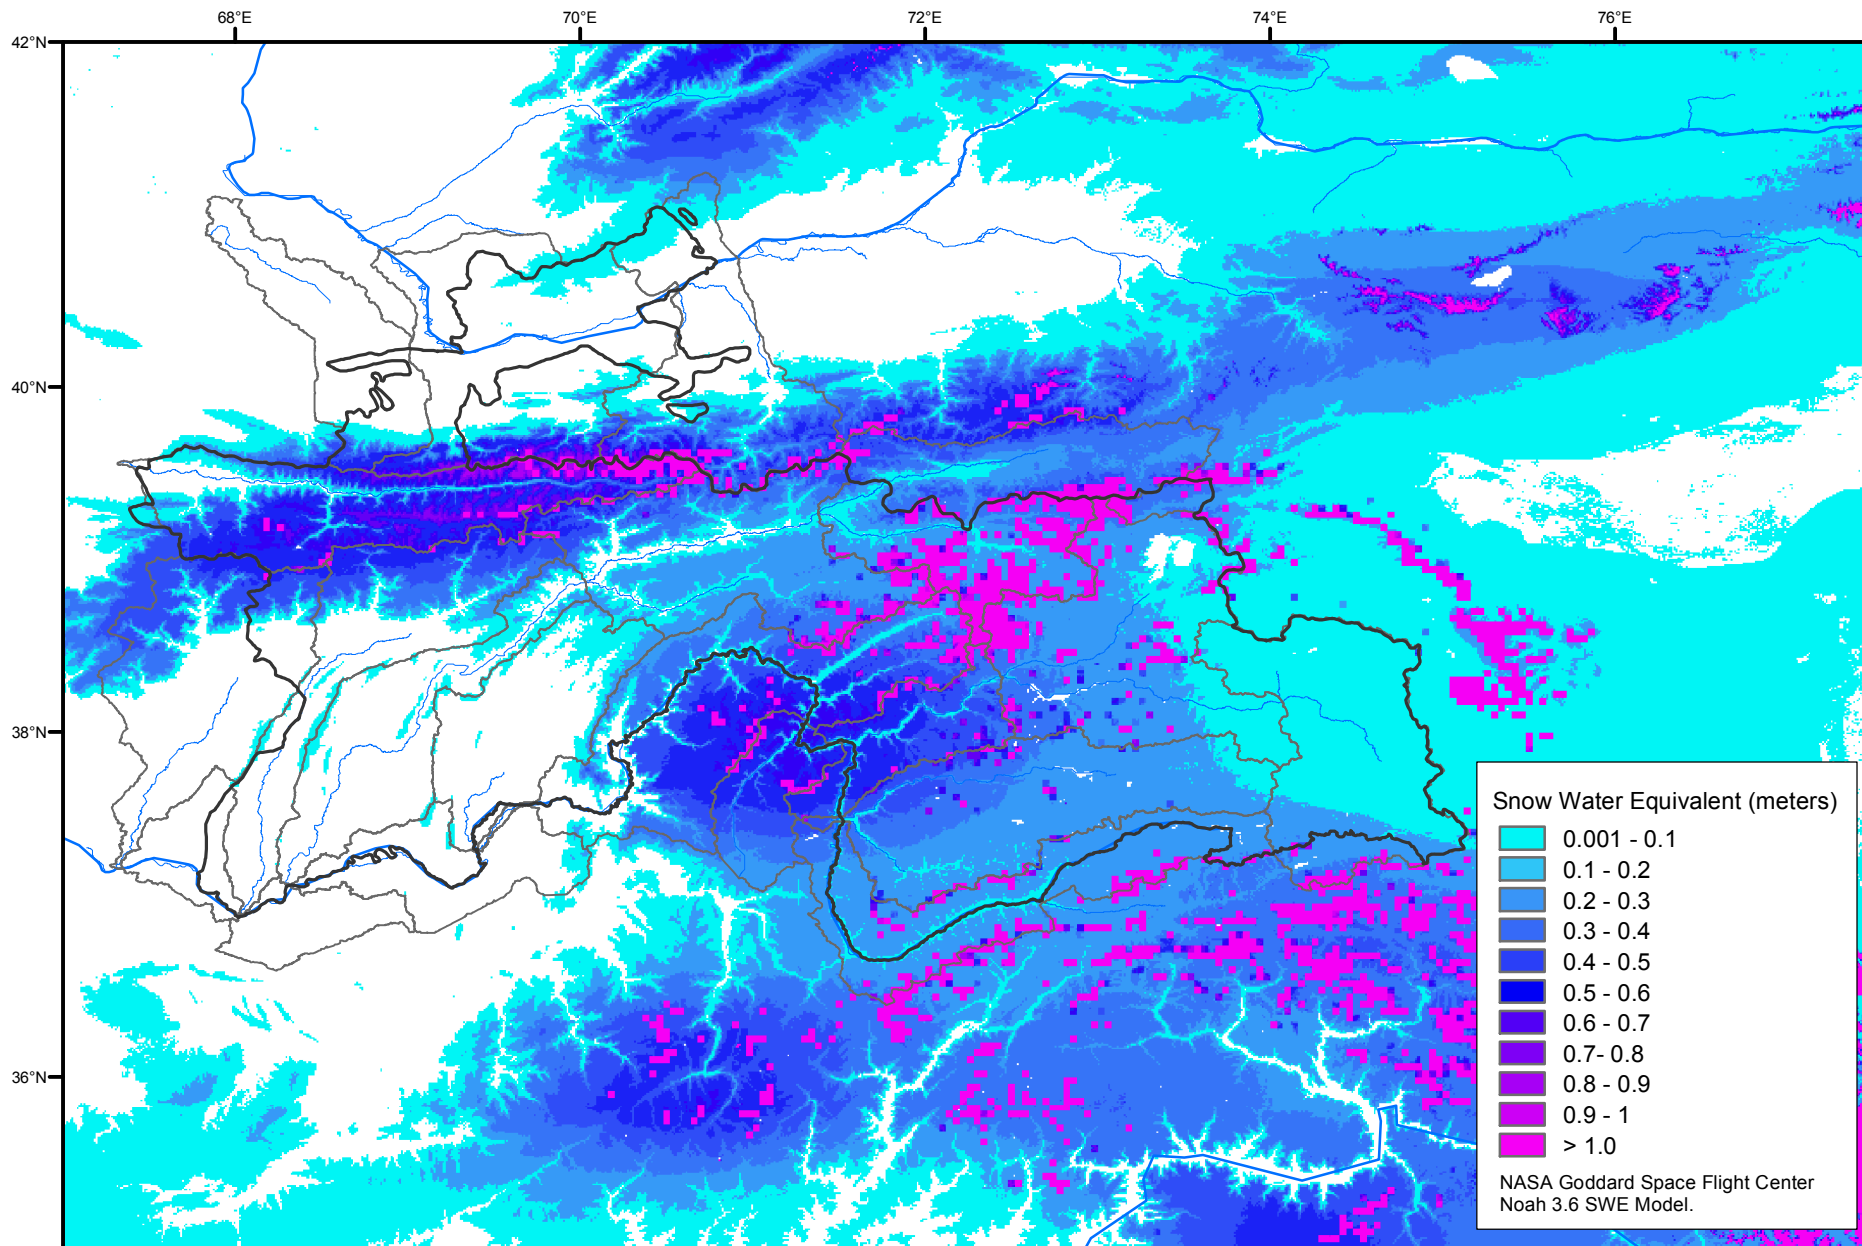 68°E 70°E 72°E 74°E 76°E
42°N
40°N
38°N
36°N
Snow Water Equivalent (meters)
0.001 - 0.1
0.1 - 0.2
0.2 - 0.3
0.3 - 0.4
0.4 - 0.5
0.5 - 0.6
0.6 - 0.7
0.7- 0.8
0.8 - 0.9
0.9 - 1
> 1.0
NASA Goddard Space Flight Center
Noah 3.6 SWE Model.